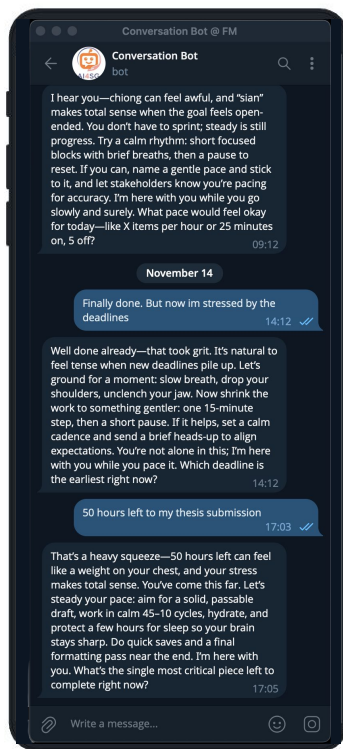 Conversation Bot @ FM
Conversation Bot
bot
AI4SG
I hear you—chiong can feel awful, and “sian”
makes total sense when the goal feels open-
ended. You don’t have to sprint; steady is still
progress. Try a calm rhythm: short focused
blocks with brief breaths, then a pause to
reset. If you can, name a gentle pace and stick
to it, and let stakeholders know you’re pacing
for accuracy. I’m here with you while you go
slowly and surely. What pace would feel okay
for today—like X items per hour or 25 minutes
on, 5 off?
09:12
November 14
Finally done. But now im stressed by the
deadlines
14:12
Well done already—that took grit. It’s natural to
feel tense when new deadlines pile up. Let’s
ground for a moment: slow breath, drop your
shoulders, unclench your jaw. Now shrink the
work to something gentler: one 15-minute
step, then a short pause. If it helps, set a calm
cadence and send a brief heads-up to align
expectations. You’re not alone in this; I’m here
with you while you pace it. Which deadline is
the earliest right now?
14:12
50 hours left to my thesis submission
17:03
That’s a heavy squeeze—50 hours left can feel
like a weight on your chest, and your stress
makes total sense. You’ve come this far. Let’s
steady your pace: aim for a solid, passable
draft, work in calm 45–10 cycles, hydrate, and
protect a few hours for sleep so your brain
stays sharp. Do quick saves and a final
formatting pass near the end. I’m here with
you. What’s the single most critical piece left to
complete right now?
17:05
Write a message...